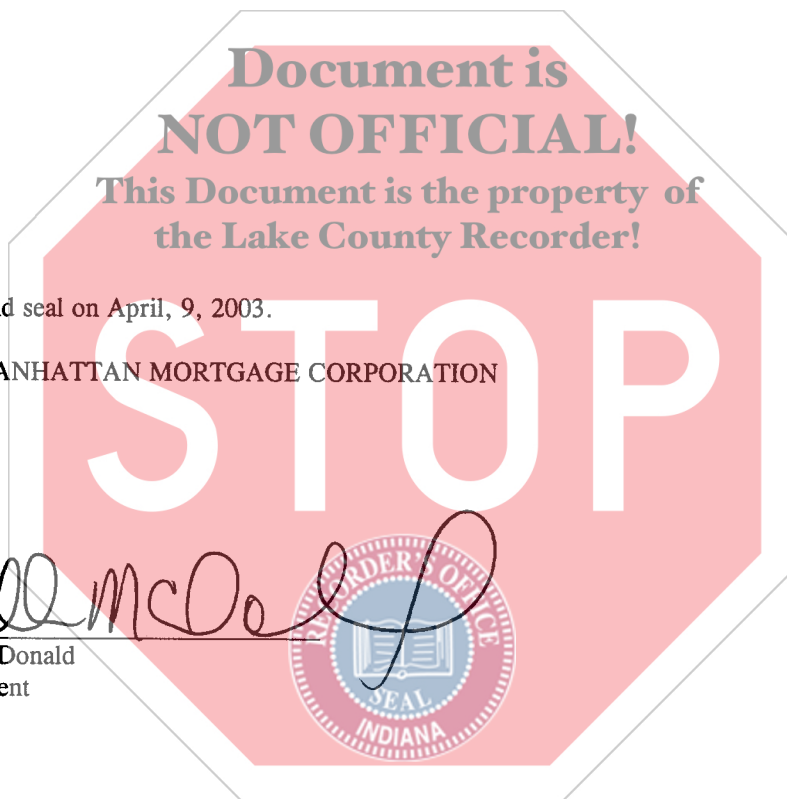 Document is
NOT OFFICIAL!
This Document is the property of
the Lake County Recorder!
d seal on April, 9, 2003.
ANHATTAN MORTGAGE CORPORATION
STOP
McDo
Donald
ent
RECORDER'S OFFICE
SEAL
INDIANA